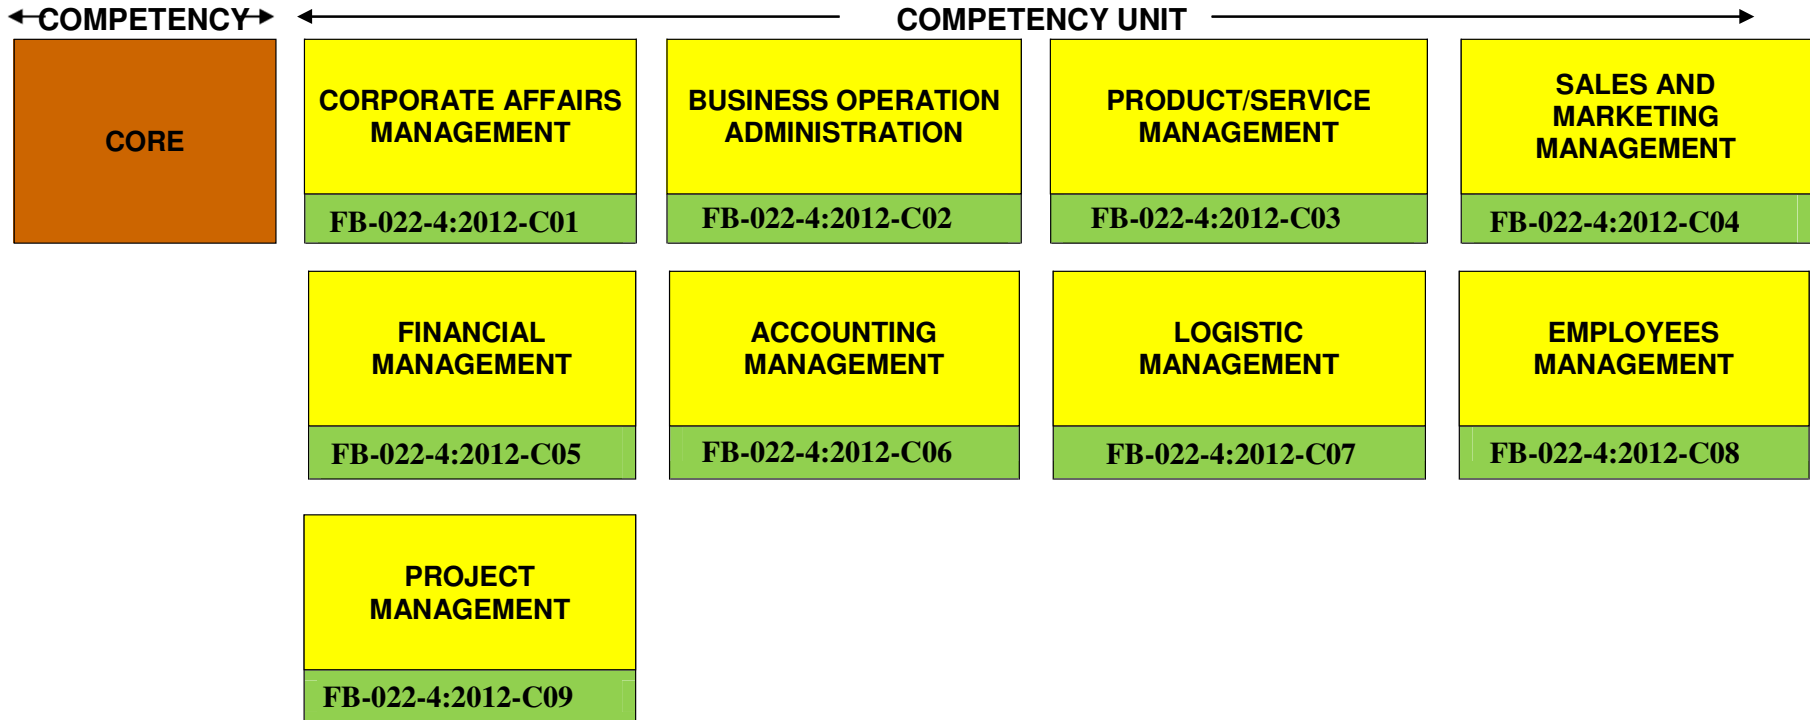 COMPETENCY
COMPETENCY UNIT
CORE
CORPORATE AFFAIRS
MANAGEMENT
FB-022-4:2012-C01
BUSINESS OPERATION
ADMINISTRATION
FB-022-4:2012-C02
PRODUCT/SERVICE
MANAGEMENT
FB-022-4:2012-C03
SALES AND
MARKETING
MANAGEMENT
FB-022-4:2012-C04
FINANCIAL
MANAGEMENT
FB-022-4:2012-C05
ACCOUNTING
MANAGEMENT
FB-022-4:2012-C06
LOGISTIC
MANAGEMENT
FB-022-4:2012-C07
EMPLOYEES
MANAGEMENT
FB-022-4:2012-C08
PROJECT
MANAGEMENT
FB-022-4:2012-C09